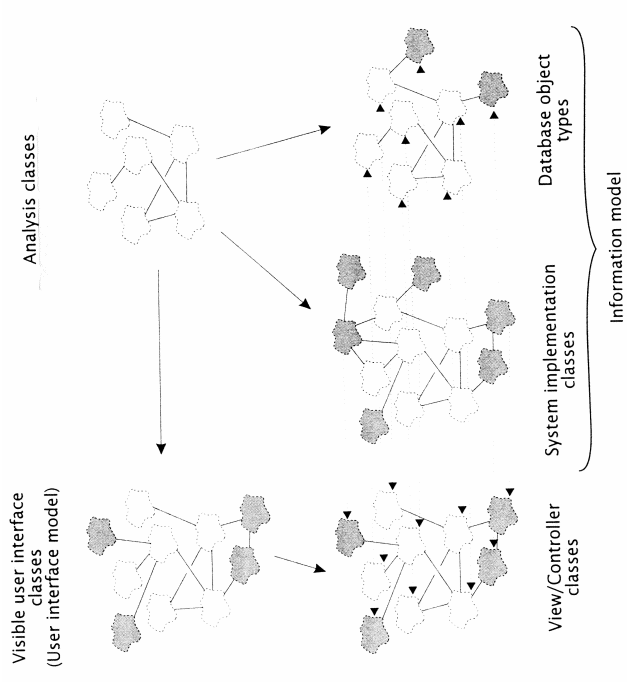 Visible user interface
classes
(User interface model)
Analysis classes
View/Controller
classes
System implementation
classes
Database object
types
Information model